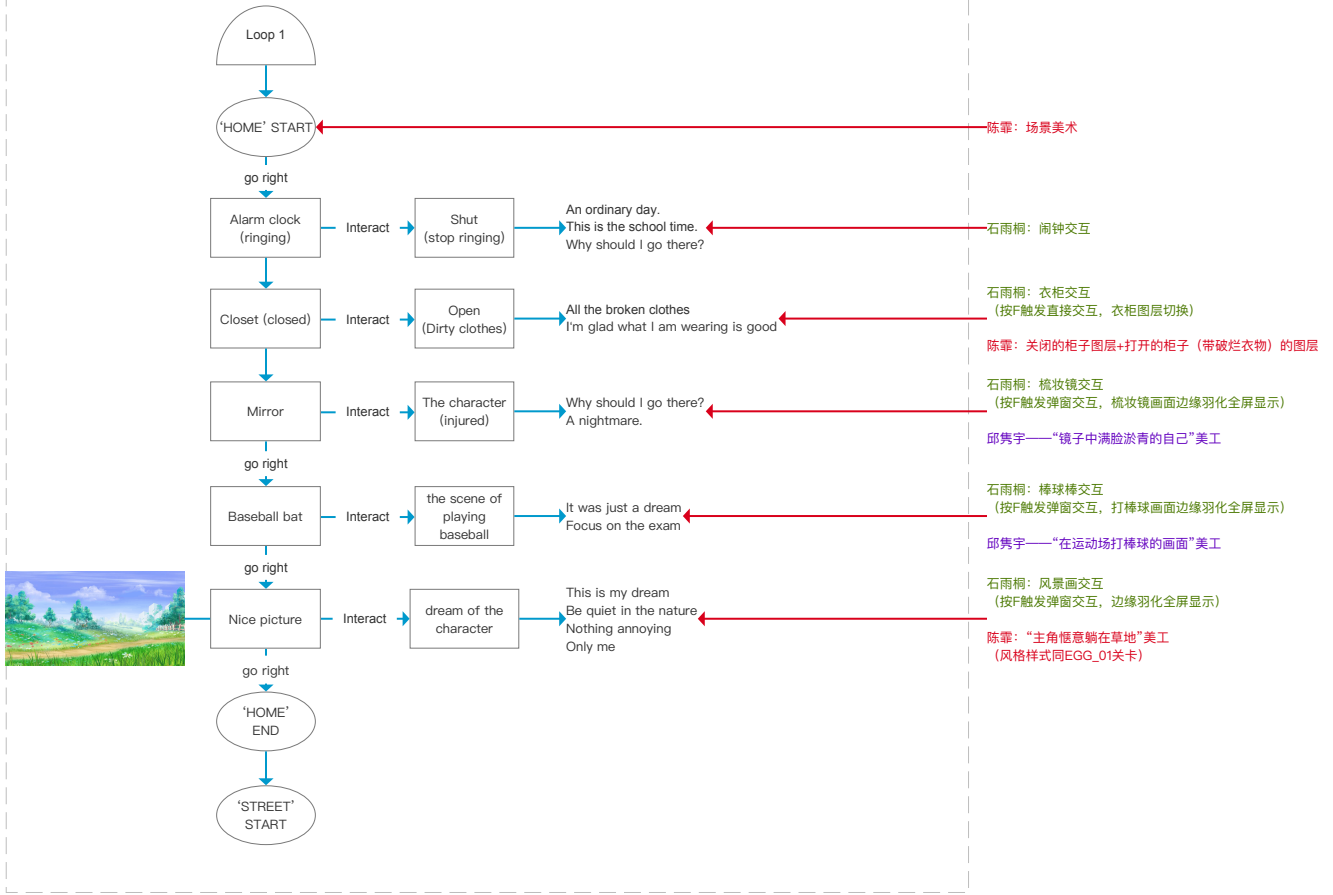 Loop 1
‘HOME’ START
陈霏：场景美术
go right
Alarm clock
(ringing)
Interact
Shut
(stop ringing)
An ordinary day.
This is the school time.
Why should I go there?
石雨桐：闹钟交互
Closet (closed)
Interact
Open
(Dirty clothes)
All the broken clothes
I'm glad what I am wearing is good
石雨桐：衣柜交互
（按F触发直接交互，衣柜图层切换）
陈霏：关闭的柜子图层+打开的柜子（带破烂衣物）的图层
Mirror
Interact
The character
(injured)
Why should I go there?
A nightmare.
石雨桐：梳妆镜交互
（按F触发弹窗交互，梳妆镜画面边缘羽化全屏显示）
邱隽宇——“镜子中满脸淤青的自己”美工
go right
Baseball bat
Interact
the scene of
playing
baseball
It was just a dream
Focus on the exam
石雨桐：棒球棒交互
（按F触发弹窗交互，打棒球画面边缘羽化全屏显示）
邱隽宇——“在运动场打棒球的画面”美工
go right
Nice picture
Interact
dream of the
character
This is my dream
Be quiet in the nature
Nothing annoying
Only me
石雨桐：风景画交互
（按F触发弹窗交互，边缘羽化全屏显示）
陈霏：“主角惬意躺在草地”美工
（风格样式同EGG_01关卡）
go right
‘HOME’
END
‘STREET’
START